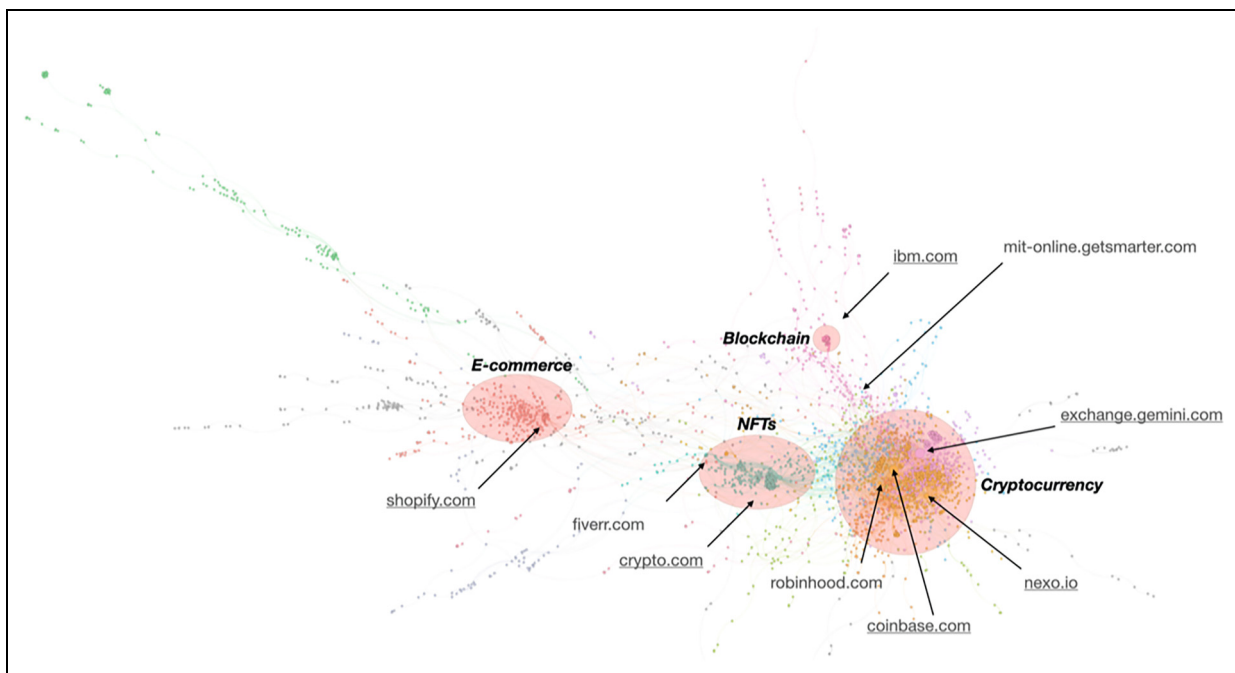 ibm.com
mit-online.getsmarter.com
Blockchain
E-commerce
exchange.gemini.com
NFTs
Cryptocurrency
shopify.com
fiverr.com
crypto.com
robinhood.com
nexo.io
coinbase.com